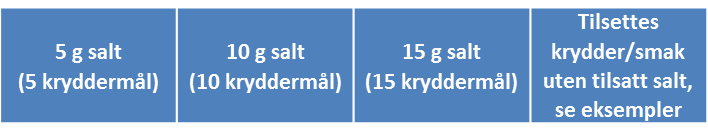 5 g salt
(5 kryddermål)
10 g salt
(10 kryddermål)
15 g salt
(15 kryddermål)
Tilsettes
krydder/smak
uten tilsatt salt,
se eksempler